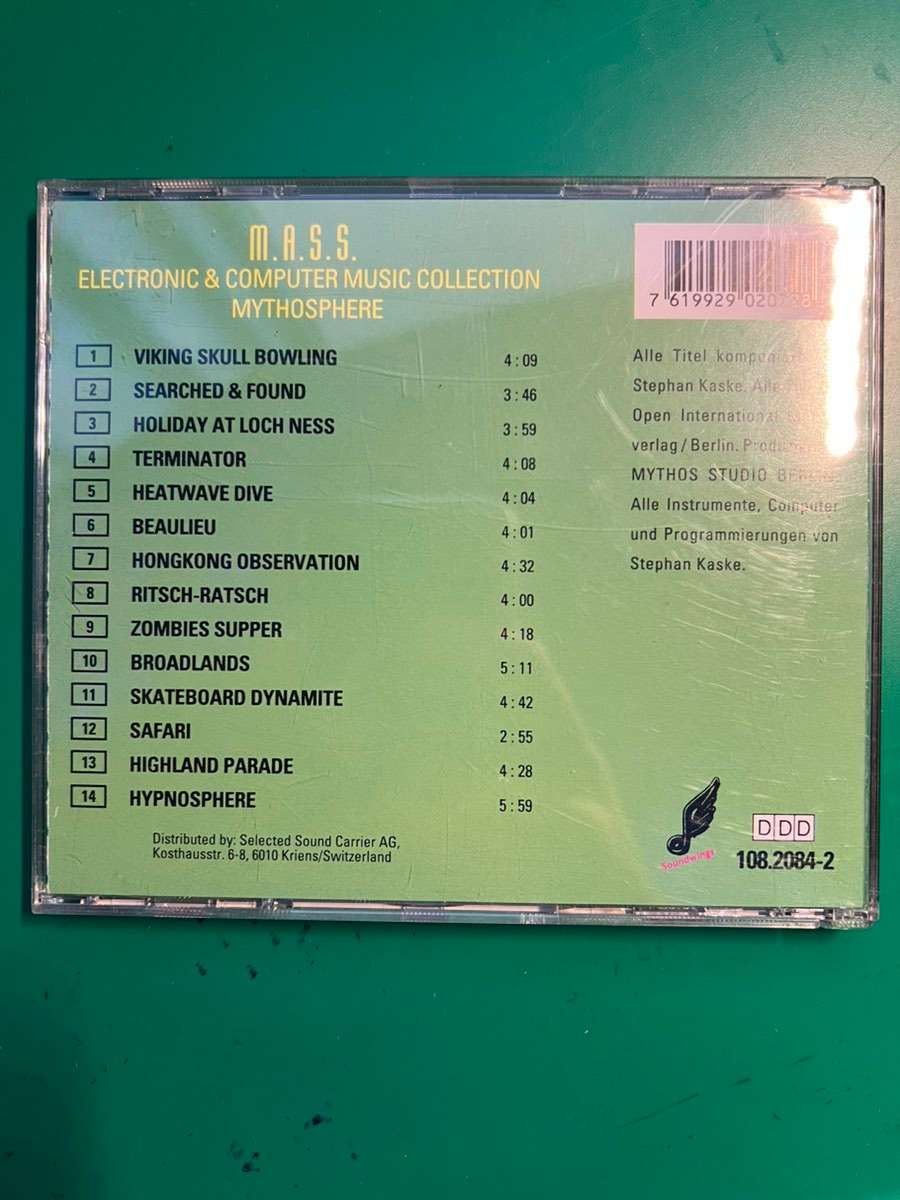 M.A.S.S.
ELECTRONIC & COMPUTER MUSIC COLLECTION
MYTHOSPHERE
1 VIKING SKULL BOWLING 4:09
2 SEARCHED & FOUND 3:46
3 HOLIDAY AT LOCH NESS 3:59
4 TERMINATOR 4:08
5 HEATWAVE DIVE 4:04
6 BEAULIEU 4:01
7 HONGKONG OBSERVATION 4:32
8 RITSCH-RATSCH 4:00
9 ZOMBIES SUPPER 4:18
10 BROADLANDS 5:11
11 SKATEBOARD DYNAMITE 4:42
12 SAFARI 2:55
13 HIGHLAND PARADE 4:28
14 HYPNOSPHERE 5:59
Distributed by: Selected Sound Carrier AG,
Kosthausstr. 6-8, 6010 Kriens/Switzerland
7 619929
Alle Titel
Stephan Kaske.
Open International
verlag/Berlin.
MYTHOS STUDIO BERLIN
Alle Instrumente, Computer
und Programmierungen von
Stephan Kaske.
Soundwings
DDD
108.2084-2